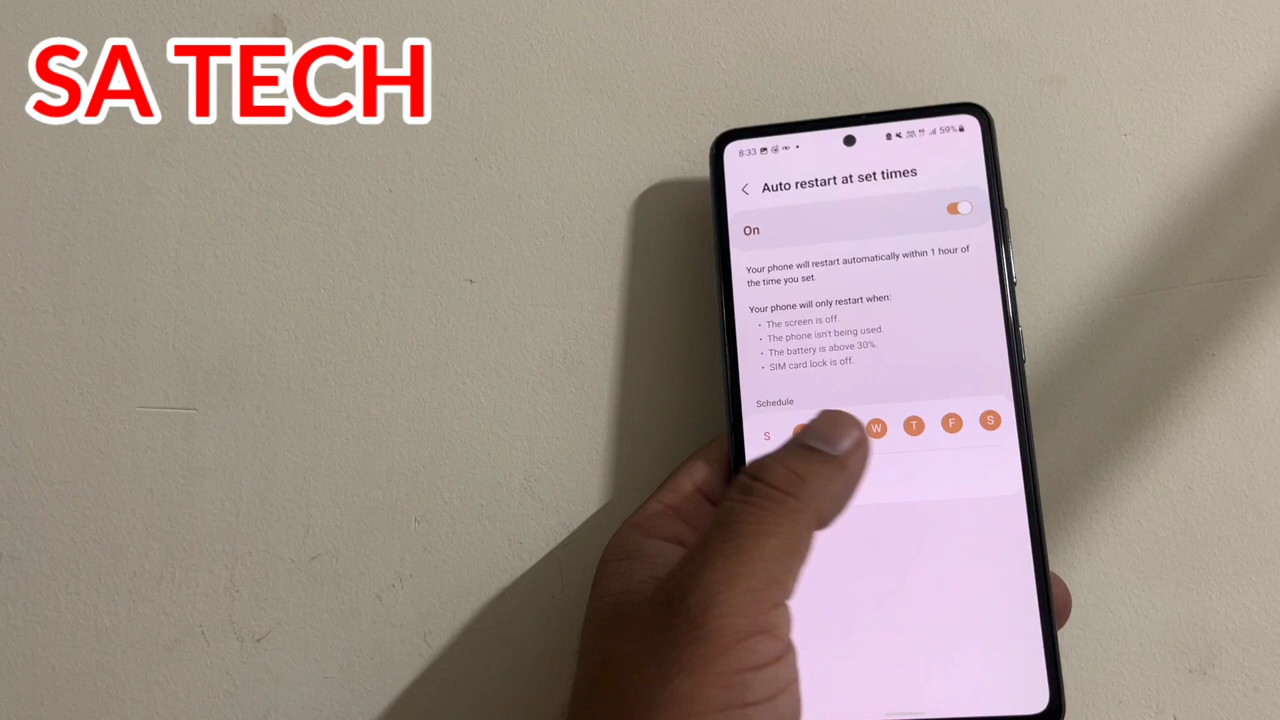 SA TECH
8:33
59%
Auto restart at set times
On
Your phone will restart automatically within 1 hour of
the time you set.
Your phone will only restart when:
• The screen is off.
• The phone isn't being used.
• The battery is above 30%.
• SIM card lock is off.
Schedule
S W T F S